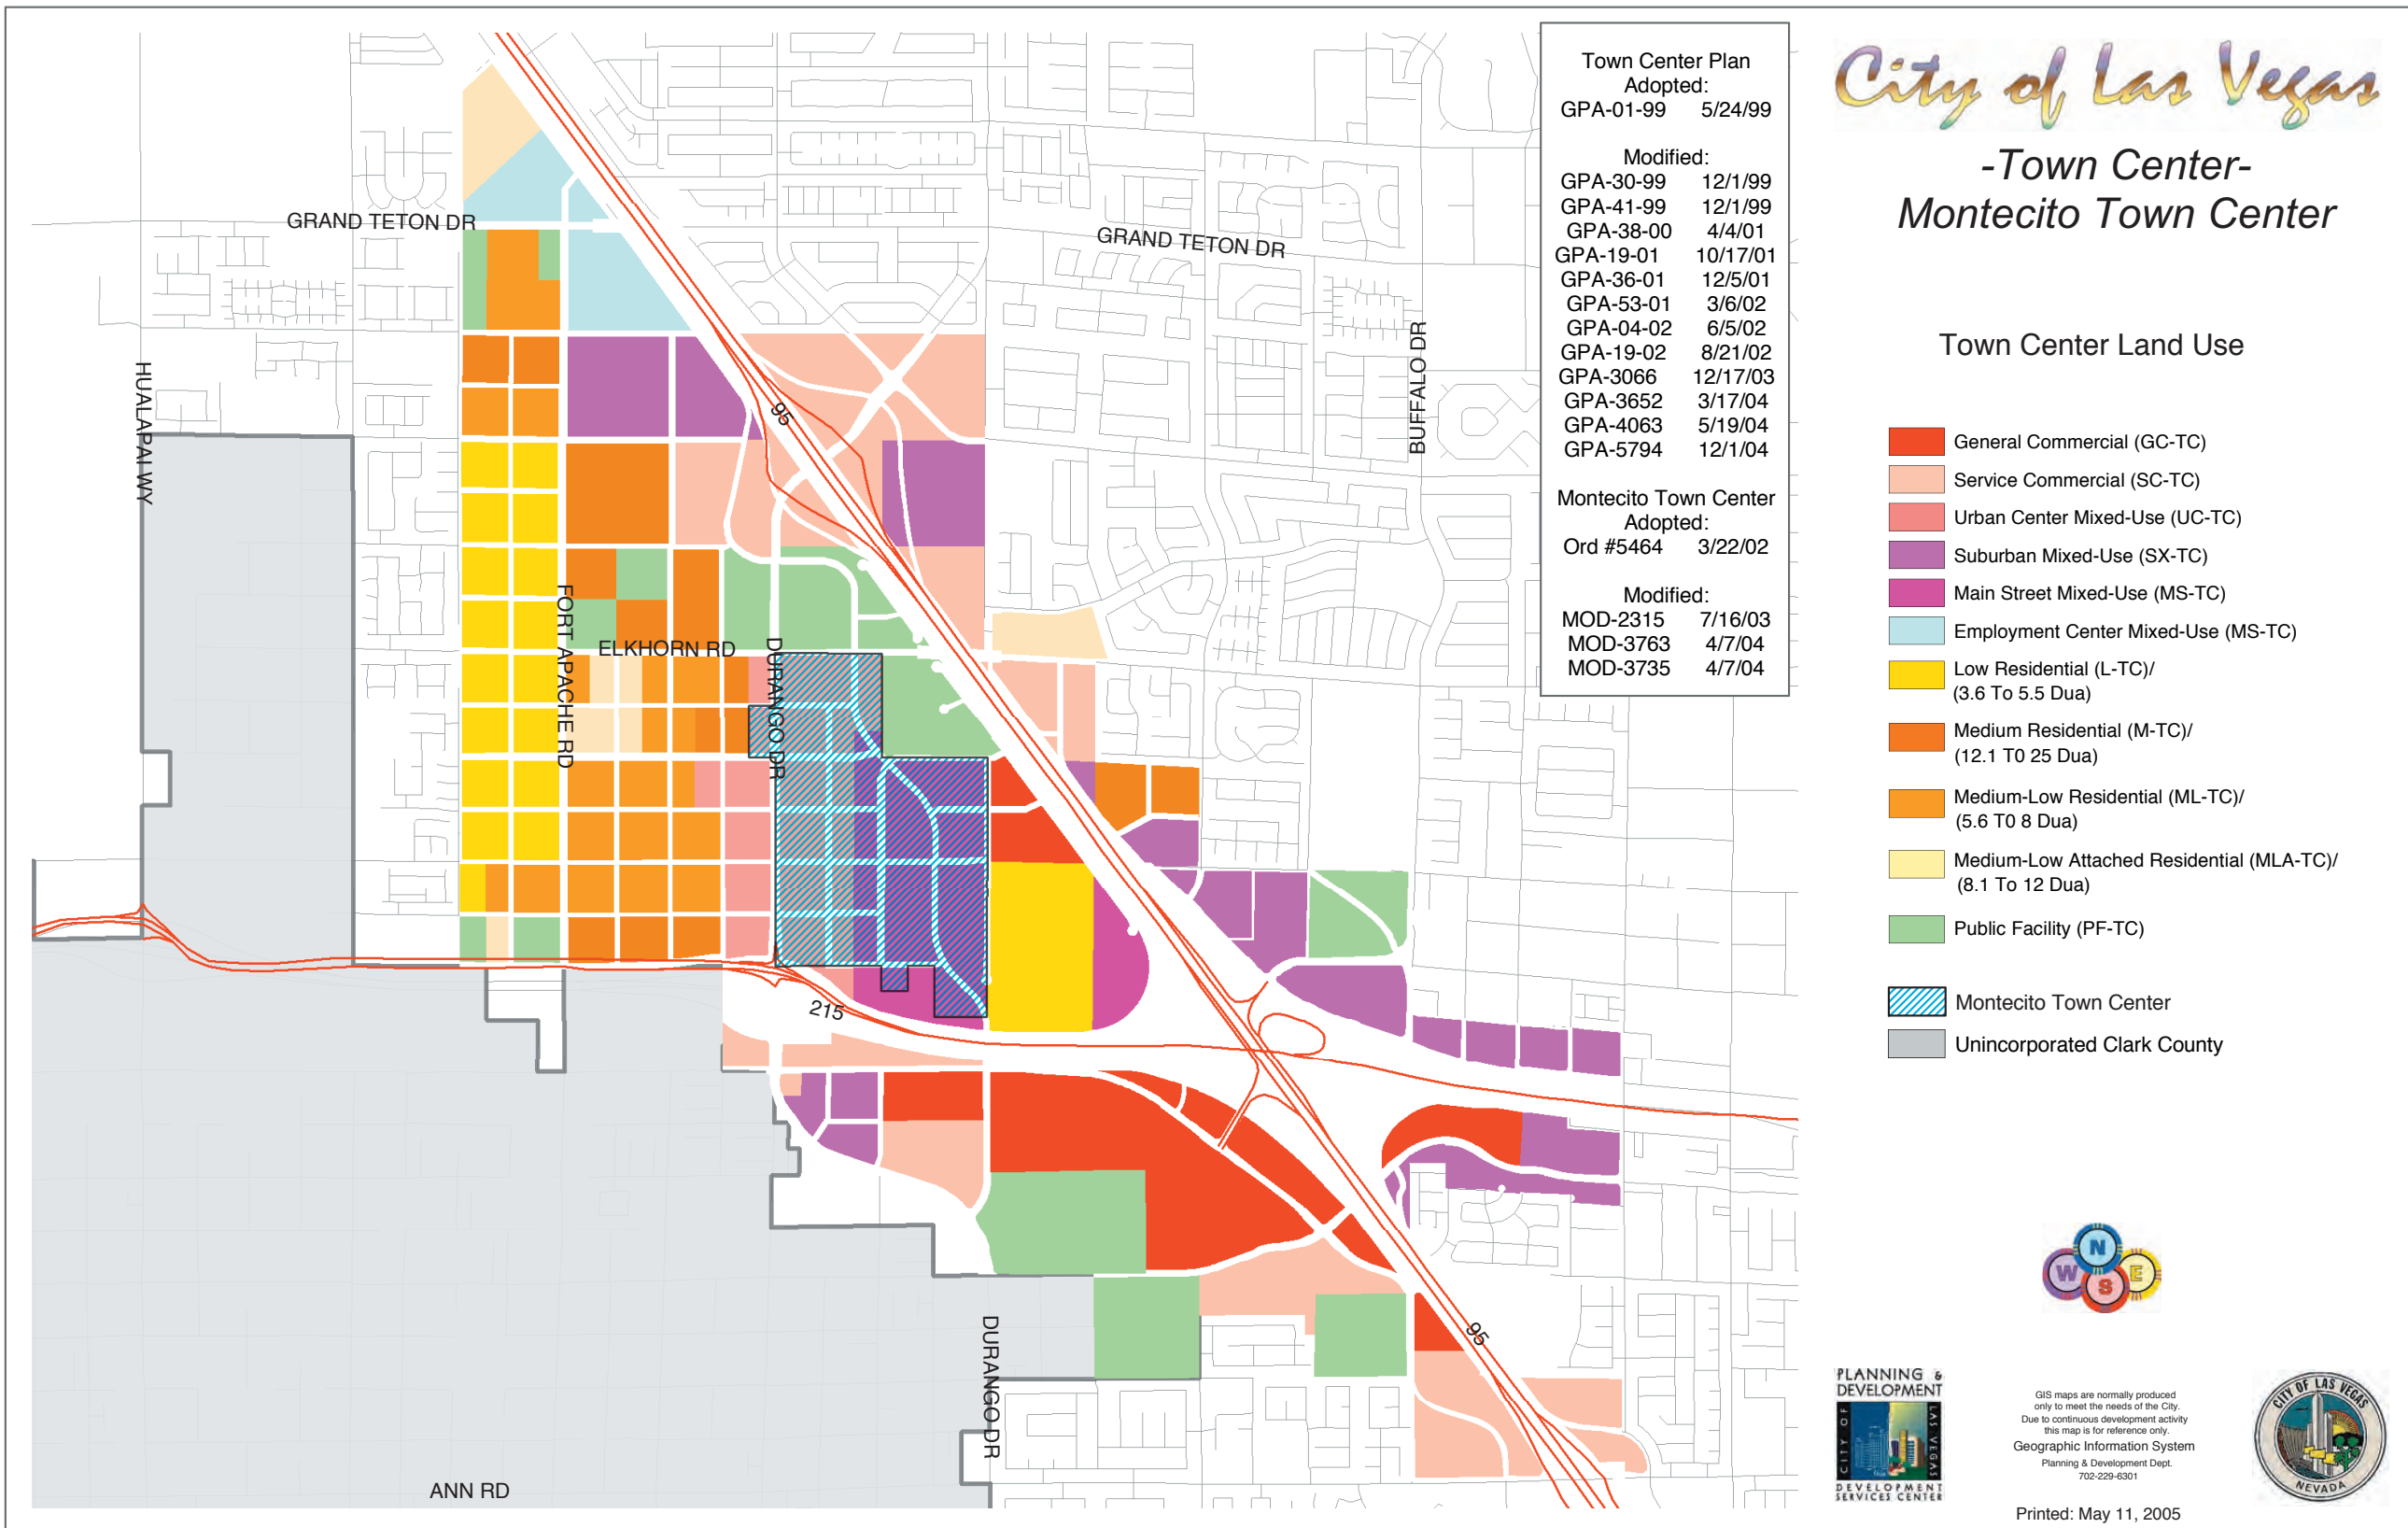 Town Center Plan
Adopted:
GPA-01-99 5/24/99
Modified:
GPA-30-99 12/1/99
GPA-41-99 12/1/99
GPA-38-00 4/4/01
GPA-19-01 10/17/01
GPA-36-01 12/5/01
GPA-53-01 3/6/02
GPA-04-02 6/5/02
GPA-19-02 8/21/02
GPA-3066 12/17/03
GPA-3652 3/17/04
GPA-4063 5/19/04
GPA-5794 12/1/04
Montecito Town Center
Adopted:
Ord #5464 3/22/02
Modified:
MOD-2315 7/16/03
MOD-3763 4/7/04
MOD-3735 4/7/04
City of Las Vegas
-Town Center-
Montecito Town Center
Town Center Land Use
General Commercial (GC-TC)
Service Commercial (SC-TC)
Urban Center Mixed-Use (UC-TC)
Suburban Mixed-Use (SX-TC)
Main Street Mixed-Use (MS-TC)
Employment Center Mixed-Use (MS-TC)
Low Residential (L-TC)/
(3.6 To 5.5 Dua)
Medium Residential (M-TC)/
(12.1 T0 25 Dua)
Medium-Low Residential (ML-TC)/
(5.6 T0 8 Dua)
Medium-Low Attached Residential (MLA-TC)/
(8.1 To 12 Dua)
Public Facility (PF-TC)
Montecito Town Center
Unincorporated Clark County
GRAND TETON DR
GRAND TETON DR
HUALAPAI WY
BUFFALO DR
95
FORT APACHE RD
ELKHORN RD
DURANGO DR
215
DURANGO DR
95
ANN RD
N
W
E
S
PLANNING &
DEVELOPMENT
CITY OF
LAS VEGAS
DEVELOPMENT
SERVICES CENTER
GIS maps are normally produced
only to meet the needs of the City.
Due to continuous development activity
this map is for reference only.
Geographic Information System
Planning & Development Dept.
702-229-6301
CITY OF LAS VEGAS
NEVADA
Printed: May 11, 2005